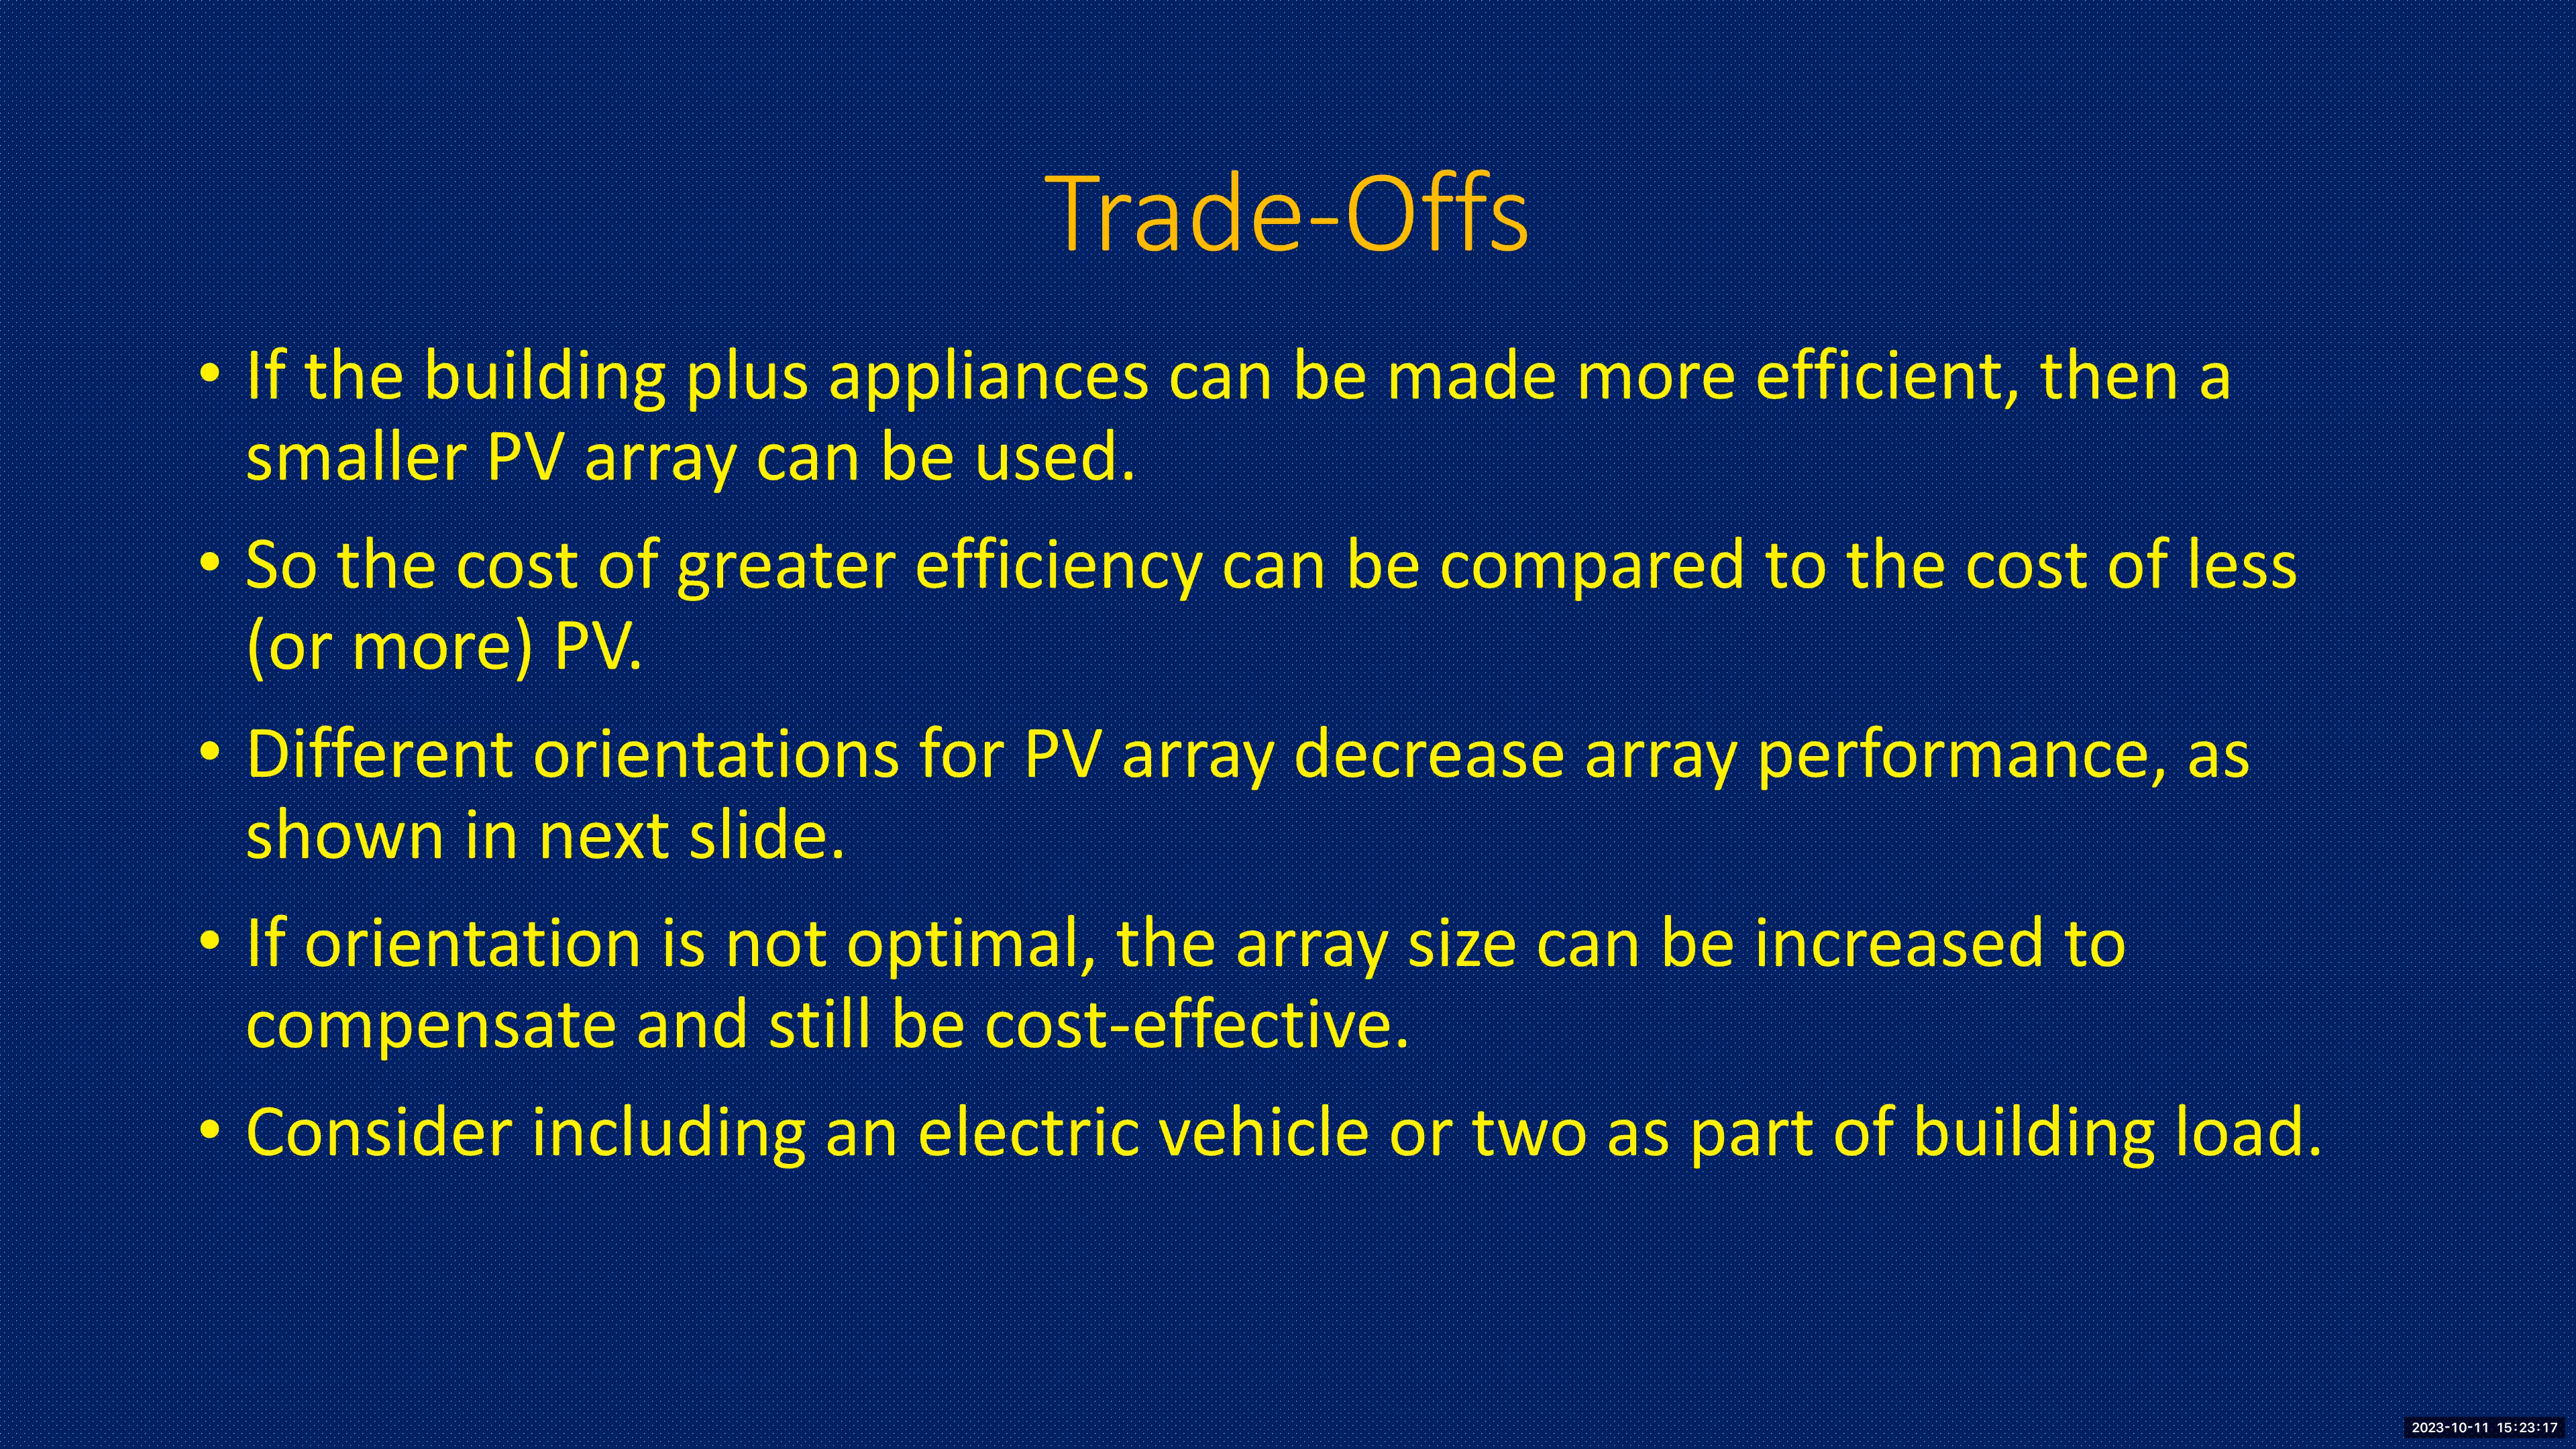 Trade-Offs
• If the building plus appliances can be made more efficient, then a
smaller PV array can be used.
• So the cost of greater efficiency can be compared to the cost of less
(or more) PV.
• Different orientations for PV array decrease array performance, as
shown in next slide.
• If orientation is not optimal, the array size can be increased to
compensate and still be cost-effective.
• Consider including an electric vehicle or two as part of building load.
2023-10-11 15:23:17